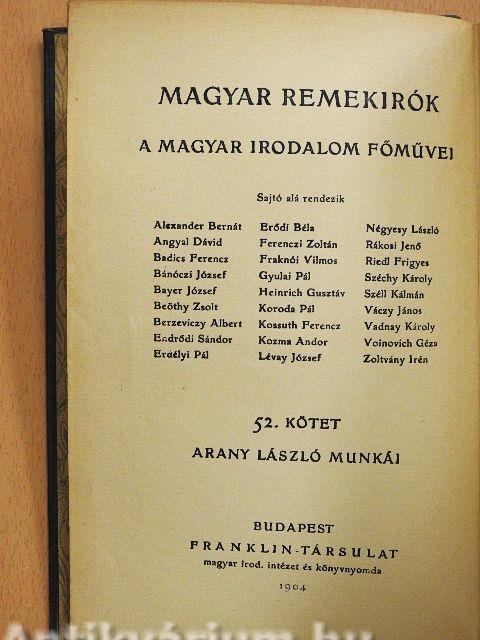 MAGYAR REMEKIRÓK
A MAGYAR IRODALOM FŐMŰVEI
Sajtó alá rendezik
Alexander Bernát
Angyal Dávid
Badics Ferencz
Bánóczi József
Bayer József
Beöthy Zsolt
Berzeviczy Albert
Endrődi Sándor
Erdélyi Pál
Erődi Béla
Ferenczi Zoltán
Fraknói Vilmos
Gyulai Pál
Heinrich Gusztáv
Koroda Pál
Kossuth Ferencz
Kozma Andor
Lévay József
Négyesy László
Rákosi Jenő
Riedl Frigyes
Széchy Károly
Széll Kálmán
Váczy János
Vadnay Károly
Voinovich Géza
Zoltvány Irén
52. KÖTET
ARANY LÁSZLÓ MUNKÁI
BUDAPEST
FRANKLIN-TÁRSULAT
magyar irod. intézet és könyvnyomda
1904
Antikvárium.hu